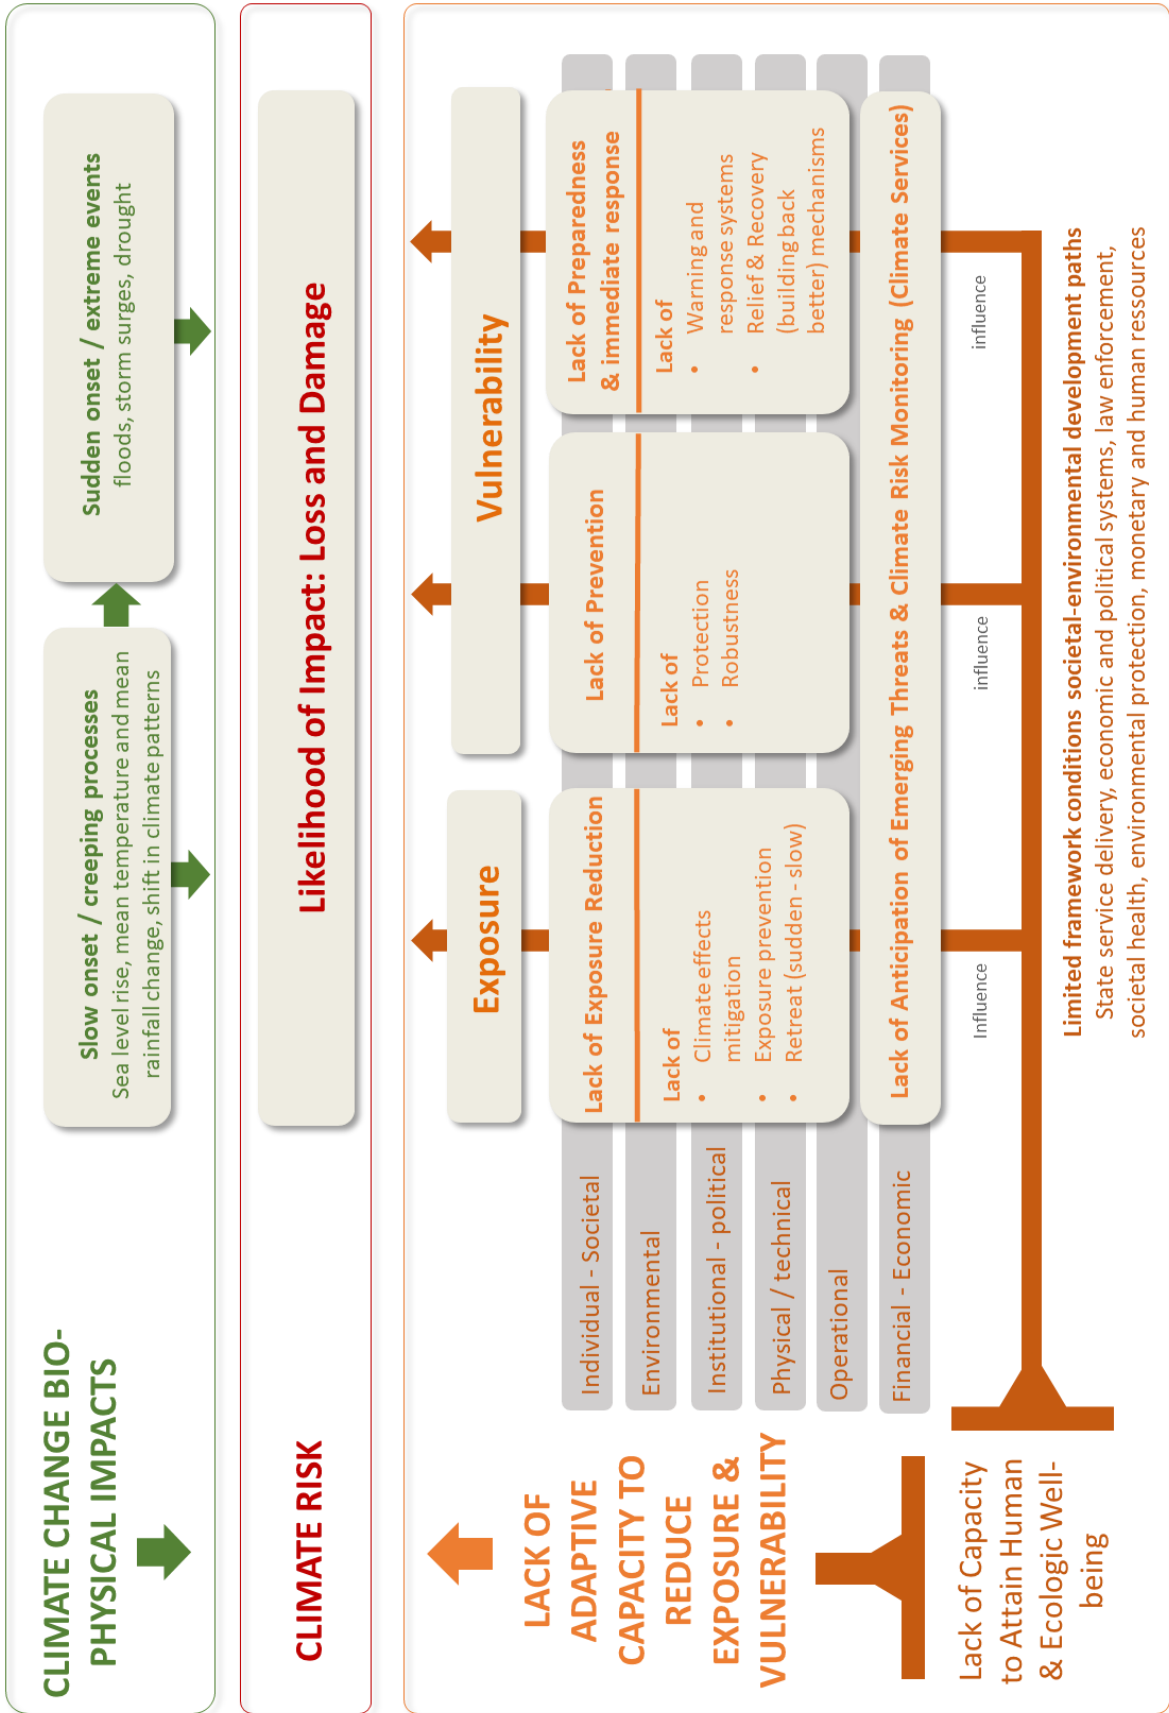 CLIMATE CHANGE BIO-
PHYSICAL IMPACTS
Slow onset / creeping processes
Sea level rise, mean temperature and mean
rainfall change, shift in climate patterns
Sudden onset / extreme events
floods, storm surges, drought
CLIMATE RISK
Likelihood of Impact: Loss and Damage
LACK OF
ADAPTIVE
CAPACITY TO
REDUCE
EXPOSURE &
VULNERABILITY
Exposure
Vulnerability
Individual - Societal
Environmental
Institutional - political
Physical / technical
Operational
Financial - Economic
Lack of Exposure Reduction
Lack of
• Climate effects
mitigation
• Exposure prevention
• Retreat (sudden - slow)
Lack of Prevention
Lack of
• Protection
• Robustness
Lack of Preparedness
& immediate response
Lack of
• Warning and
response systems
• Relief & Recovery
(building back
better) mechanisms
Lack of Anticipation of Emerging Threats & Climate Risk Monitoring (Climate Services)
Influence
influence
influence
Lack of Capacity
to Attain Human
& Ecologic Well-
being
Limited framework conditions societal-environmental development paths
State service delivery, economic and political systems, law enforcement,
societal health, environmental protection, monetary and human ressources